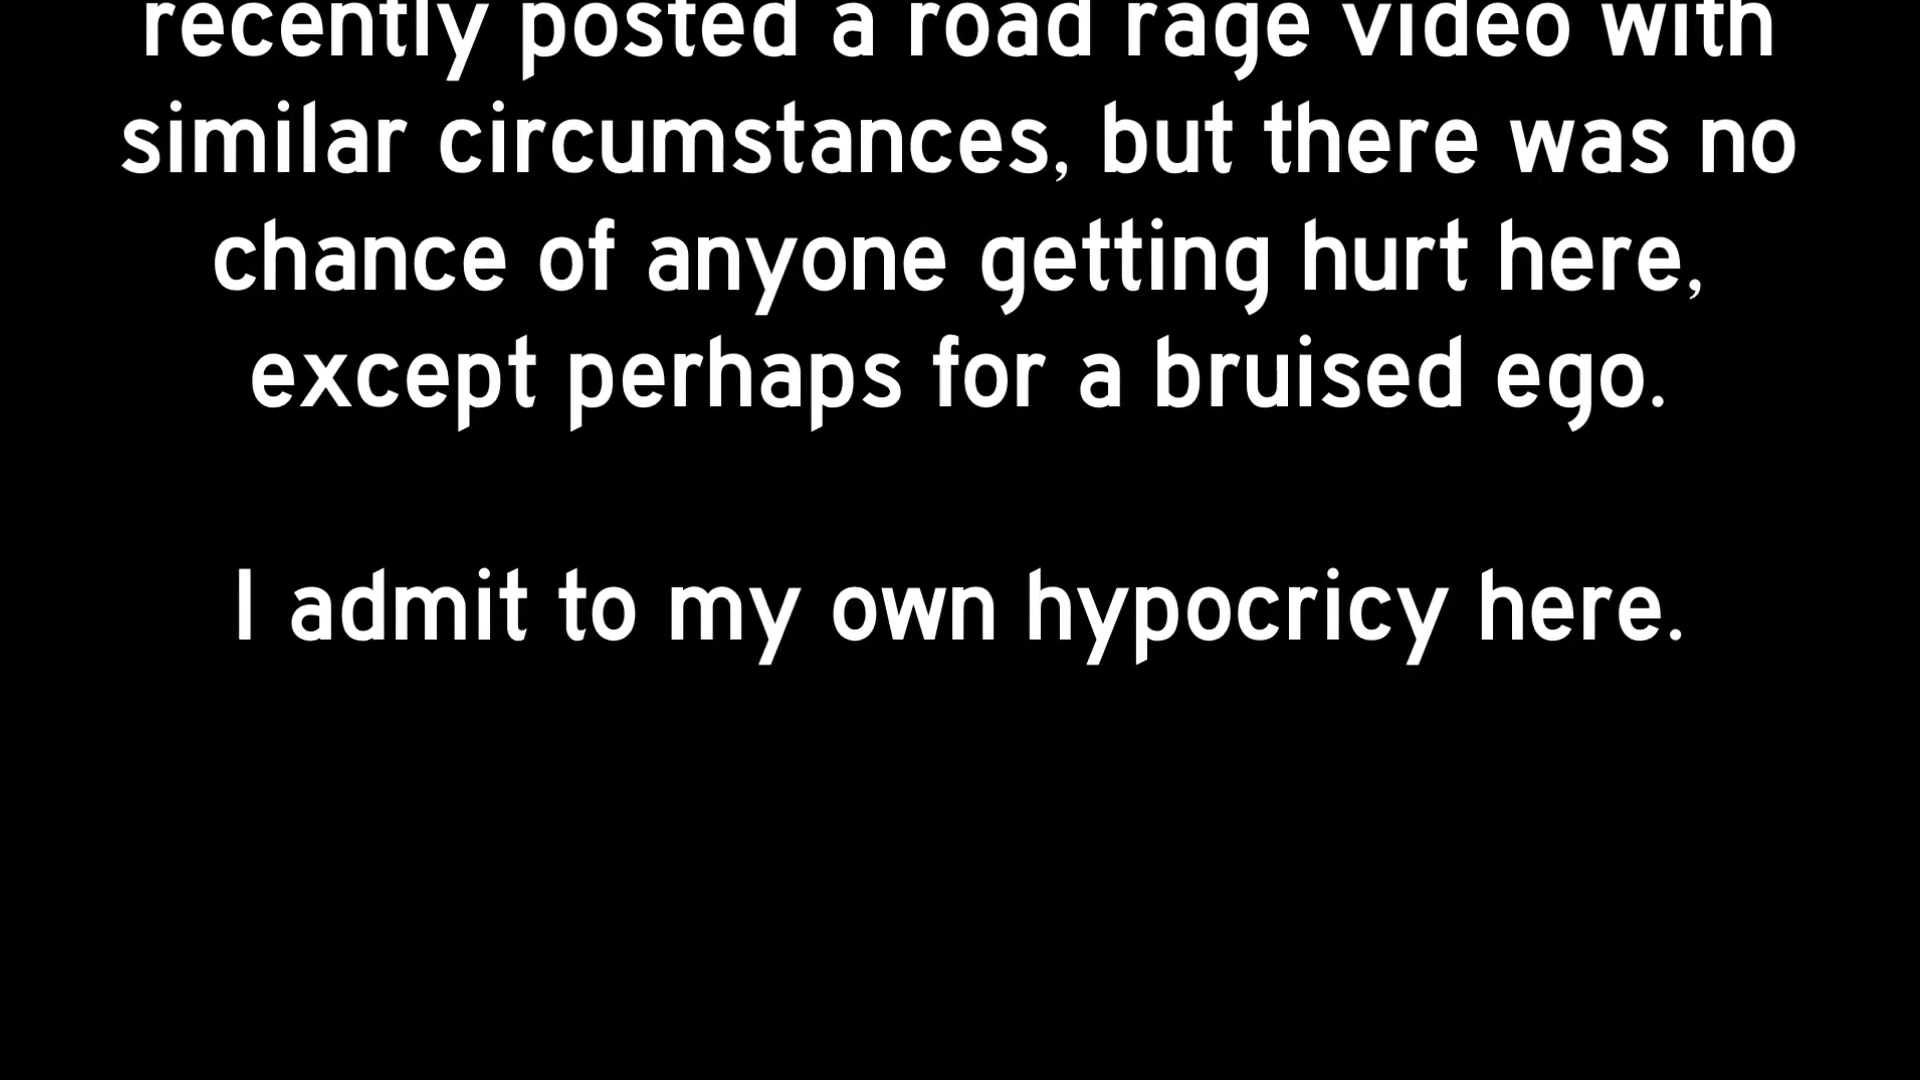 recently posted a road rage video with
similar circumstances, but there was no
chance of anyone getting hurt here,
except perhaps for a bruised ego.
I admit to my own hypocricy here.